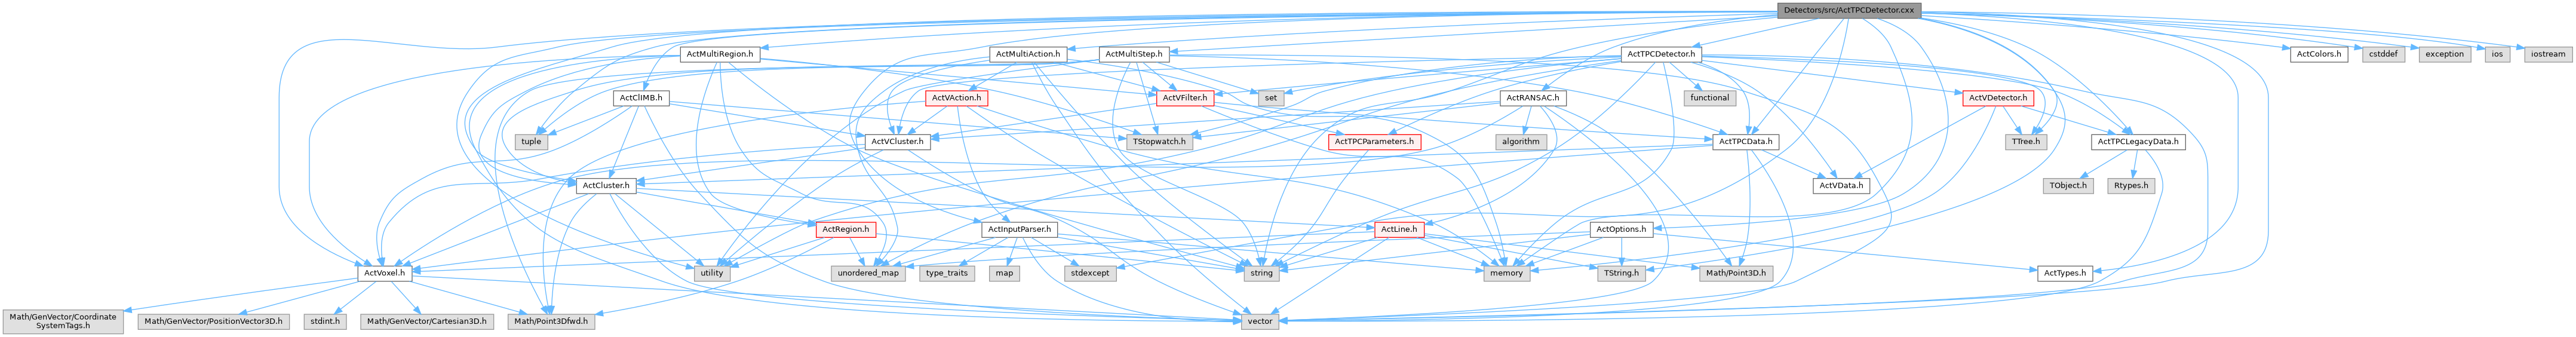 Detectors/src/ActTPCDetector.cxx
ActMultiRegion.h
ActMultiAction.h
ActMultiStep.h
ActTPCDetector.h
ActColors.h
cstddef
exception
ios
iostream
ActClIMB.h
ActVAction.h
ActVFilter.h
set
ActRANSAC.h
functional
ActVDetector.h
tuple
ActVCluster.h
TStopwatch.h
ActTPCParameters.h
algorithm
ActTPCData.h
TTree.h
ActTPCLegacyData.h
ActCluster.h
ActVData.h
TObject.h
Rtypes.h
ActRegion.h
ActInputParser.h
ActLine.h
ActOptions.h
ActVoxel.h
utility
unordered_map
type_traits
map
stdexcept
string
memory
TString.h
Math/Point3D.h
ActTypes.h
Math/GenVector/Coordinate
SystemTags.h
Math/GenVector/PositionVector3D.h
stdint.h
Math/GenVector/Cartesian3D.h
Math/Point3Dfwd.h
vector